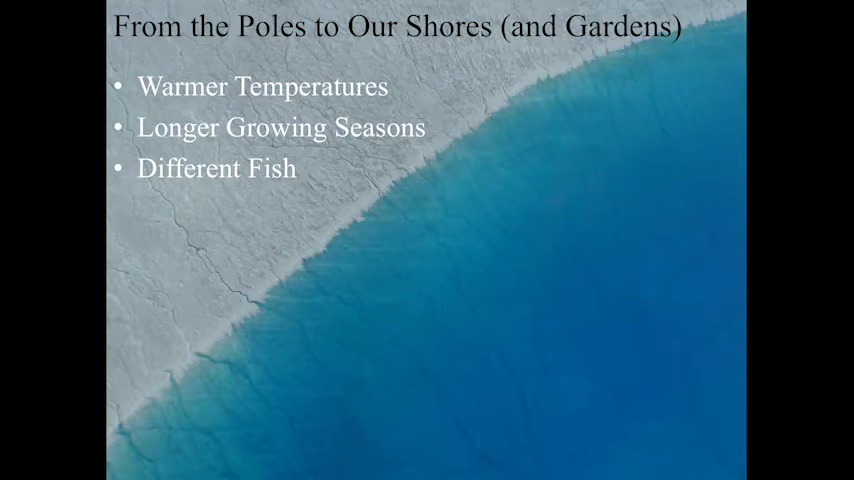 From the Poles to Our Shores (and Gardens)
• Warmer Temperatures
• Longer Growing Seasons
• Different Fish